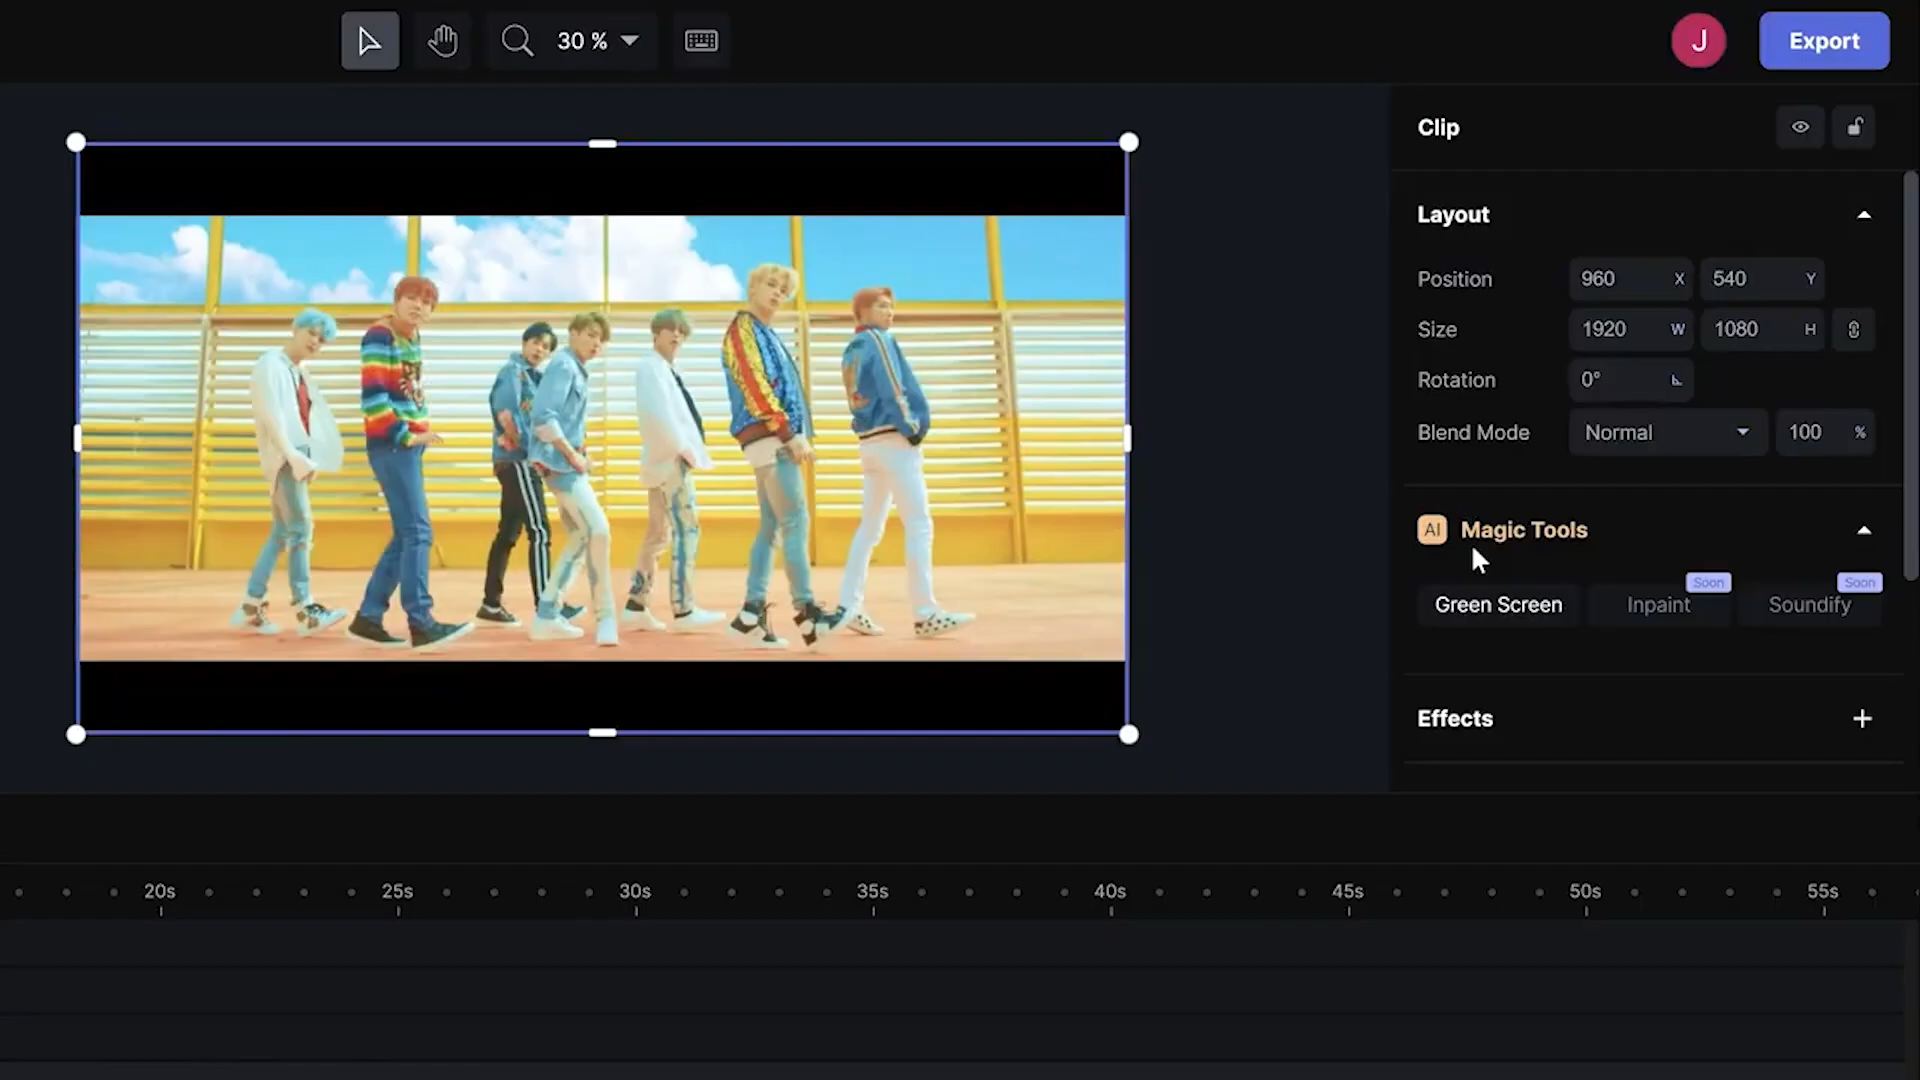 30 %
J
Export
Clip
Layout
Position 960 X 540 Y
Size 1920 W 1080 H
Rotation 0°
Blend Mode Normal 100 %
AI Magic Tools
Soon Soon
Green Screen Inpaint Soundify
Effects
20s 25s 30s 35s 40s 45s 50s 55s